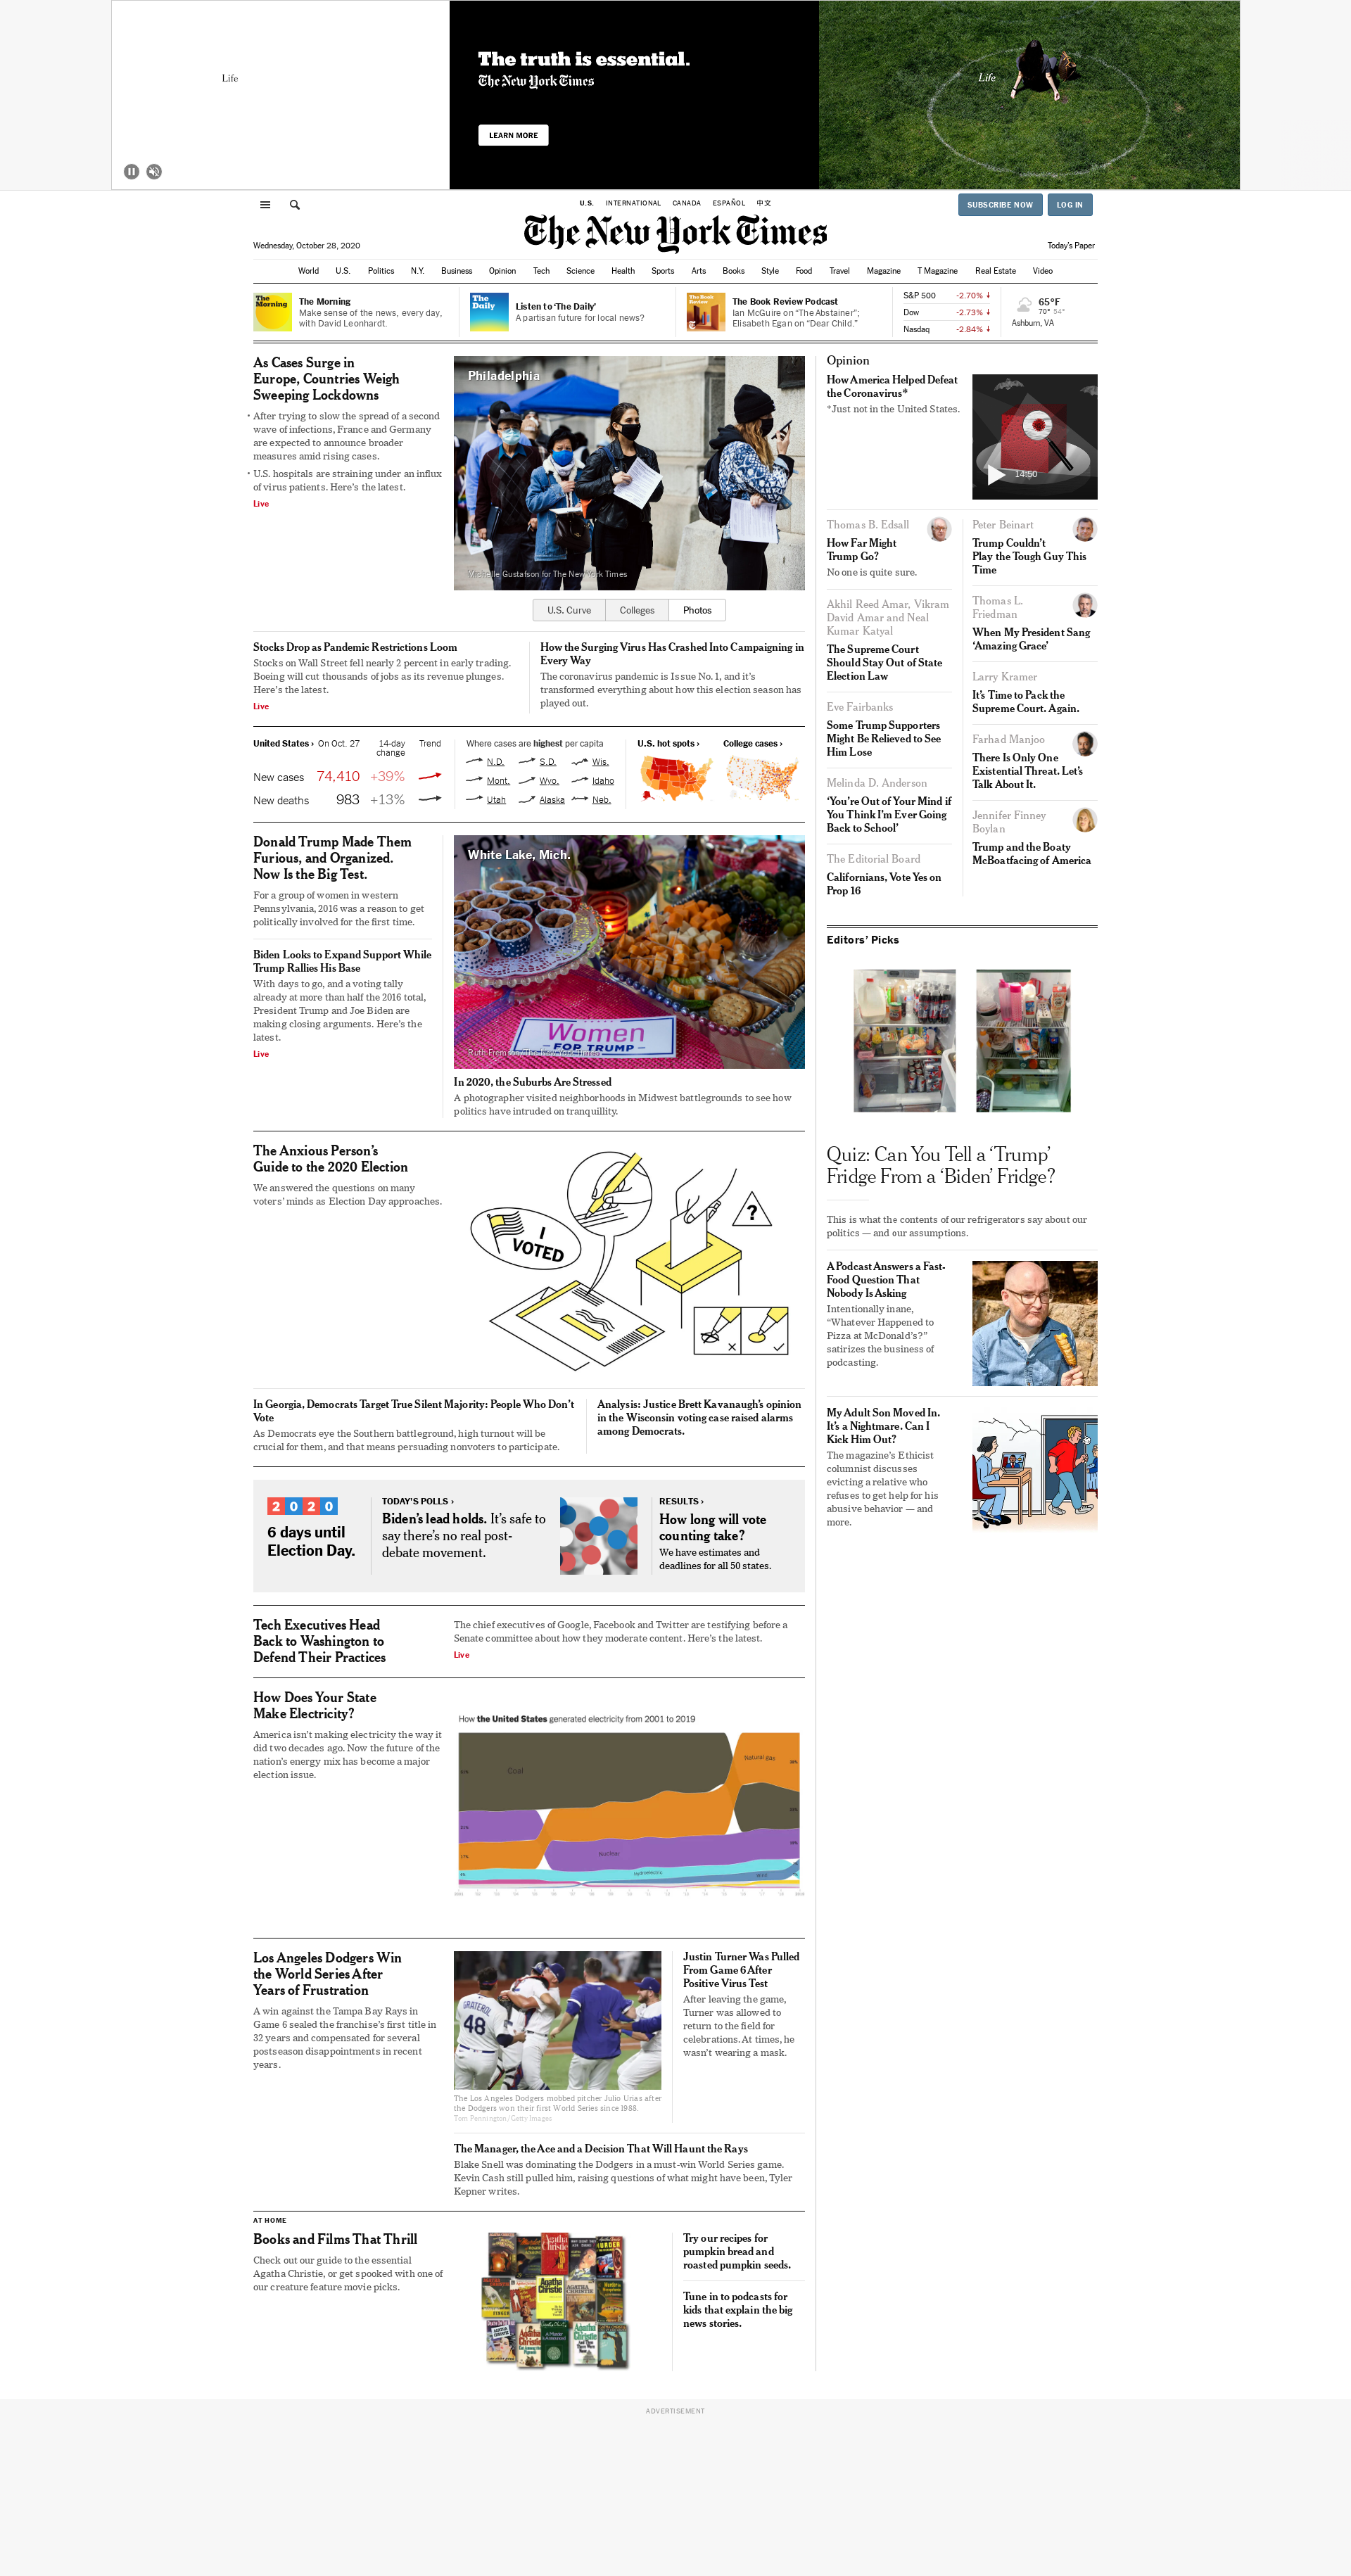 Life
The truth is essential.
The New York Times
LEARN MORE
Life
U.S. INTERNATIONAL CANADA ESPAÑOL 中文
SUBSCRIBE NOW LOG IN
The New York Times
Wednesday, October 28, 2020
Today's Paper
World U.S. Politics N.Y. Business Opinion Tech Science Health Sports Arts Books Style Food Travel Magazine T Magazine Real Estate Video
The Morning
The Morning
Make sense of the news, every day,
with David Leonhardt.
The Daily
Listen to ‘The Daily’
A partisan future for local news?
The Book Review
The Book Review Podcast
Ian McGuire on “The Abstainer”;
Elisabeth Egan on “Dear Child.”
S&P 500 -2.70% ↓
Dow -2.73% ↓
Nasdaq -2.84% ↓
65°F
70° 54°
Ashburn, VA
As Cases Surge in
Europe, Countries Weigh
Sweeping Lockdowns
• After trying to slow the spread of a second
wave of infections, France and Germany
are expected to announce broader
measures amid rising cases.
• U.S. hospitals are straining under an influx
of virus patients. Here’s the latest.
Live
Philadelphia
Michelle Gustafson for The New York Times
U.S. Curve Colleges Photos
Stocks Drop as Pandemic Restrictions Loom
Stocks on Wall Street fell nearly 2 percent in early trading.
Boeing will cut thousands of jobs as its revenue plunges.
Here’s the latest.
Live
How the Surging Virus Has Crashed Into Campaigning in
Every Way
The coronavirus pandemic is Issue No. 1, and it’s
transformed everything about how this election season has
played out.
United States › On Oct. 27 14-day
change Trend
New cases 74,410 +39%
New deaths 983 +13%
Where cases are highest per capita
N.D. S.D. Wis.
Mont. Wyo. Idaho
Utah Alaska Neb.
U.S. hot spots ›
College cases ›
Donald Trump Made Them
Furious, and Organized.
Now Is the Big Test.
For a group of women in western
Pennsylvania, 2016 was a reason to get
politically involved for the first time.
Biden Looks to Expand Support While
Trump Rallies His Base
With days to go, and a voting tally
already at more than half the 2016 total,
President Trump and Joe Biden are
making closing arguments. Here’s the
latest.
Live
White Lake, Mich.
Women
FOR TRUMP
Ruth Fremson/The New York Times
In 2020, the Suburbs Are Stressed
A photographer visited neighborhoods in Midwest battlegrounds to see how
politics have intruded on tranquillity.
The Anxious Person’s
Guide to the 2020 Election
We answered the questions on many
voters’ minds as Election Day approaches.
I
VOTED
?
In Georgia, Democrats Target True Silent Majority: People Who Don’t
Vote
As Democrats eye the Southern battleground, high turnout will be
crucial for them, and that means persuading nonvoters to participate.
Analysis: Justice Brett Kavanaugh’s opinion
in the Wisconsin voting case raised alarms
among Democrats.
2020
6 days until
Election Day.
TODAY’S POLLS ›
Biden’s lead holds. It’s safe to
say there’s no real post-
debate movement.
RESULTS ›
How long will vote
counting take?
We have estimates and
deadlines for all 50 states.
Tech Executives Head
Back to Washington to
Defend Their Practices
The chief executives of Google, Facebook and Twitter are testifying before a
Senate committee about how they moderate content. Here’s the latest.
Live
How Does Your State
Make Electricity?
America isn’t making electricity the way it
did two decades ago. Now the future of the
nation’s energy mix has become a major
election issue.
How the United States generated electricity from 2001 to 2019
Coal
Natural gas
Nuclear
Hydroelectric
Wind
Los Angeles Dodgers Win
the World Series After
Years of Frustration
A win against the Tampa Bay Rays in
Game 6 sealed the franchise’s first title in
32 years and compensated for several
postseason disappointments in recent
years.
GRATEROL
48
The Los Angeles Dodgers mobbed pitcher Julio Urias after
the Dodgers won their first World Series since 1988.
Tom Pennington/Getty Images
Justin Turner Was Pulled
From Game 6 After
Positive Virus Test
After leaving the game,
Turner was allowed to
return to the field for
celebrations. At times, he
wasn’t wearing a mask.
The Manager, the Ace and a Decision That Will Haunt the Rays
Blake Snell was dominating the Dodgers in a must-win World Series game.
Kevin Cash still pulled him, raising questions of what might have been, Tyler
Kepner writes.
AT HOME
Books and Films That Thrill
Check out our guide to the essential
Agatha Christie, or get spooked with one of
our creature feature movie picks.
Try our recipes for
pumpkin bread and
roasted pumpkin seeds.
Tune in to podcasts for
kids that explain the big
news stories.
Opinion
How America Helped Defeat
the Coronavirus*
*Just not in the United States.
14:50
Thomas B. Edsall
How Far Might
Trump Go?
No one is quite sure.
Akhil Reed Amar, Vikram
David Amar and Neal
Kumar Katyal
The Supreme Court
Should Stay Out of State
Election Law
Eve Fairbanks
Some Trump Supporters
Might Be Relieved to See
Him Lose
Melinda D. Anderson
‘You’re Out of Your Mind if
You Think I’m Ever Going
Back to School’
The Editorial Board
Californians, Vote Yes on
Prop 16
Peter Beinart
Trump Couldn’t
Play the Tough Guy This
Time
Thomas L.
Friedman
When My President Sang
‘Amazing Grace’
Larry Kramer
It’s Time to Pack the
Supreme Court. Again.
Farhad Manjoo
There Is Only One
Existential Threat. Let’s
Talk About It.
Jennifer Finney
Boylan
Trump and the Boaty
McBoatfacing of America
Editors’ Picks
Quiz: Can You Tell a ‘Trump’
Fridge From a ‘Biden’ Fridge?
This is what the contents of our refrigerators say about our
politics — and our assumptions.
A Podcast Answers a Fast-
Food Question That
Nobody Is Asking
Intentionally inane,
“Whatever Happened to
Pizza at McDonald’s?”
satirizes the business of
podcasting.
My Adult Son Moved In.
It’s a Nightmare. Can I
Kick Him Out?
The magazine’s Ethicist
columnist discusses
evicting a relative who
refuses to get help for his
abusive behavior — and
more.
ADVERTISEMENT